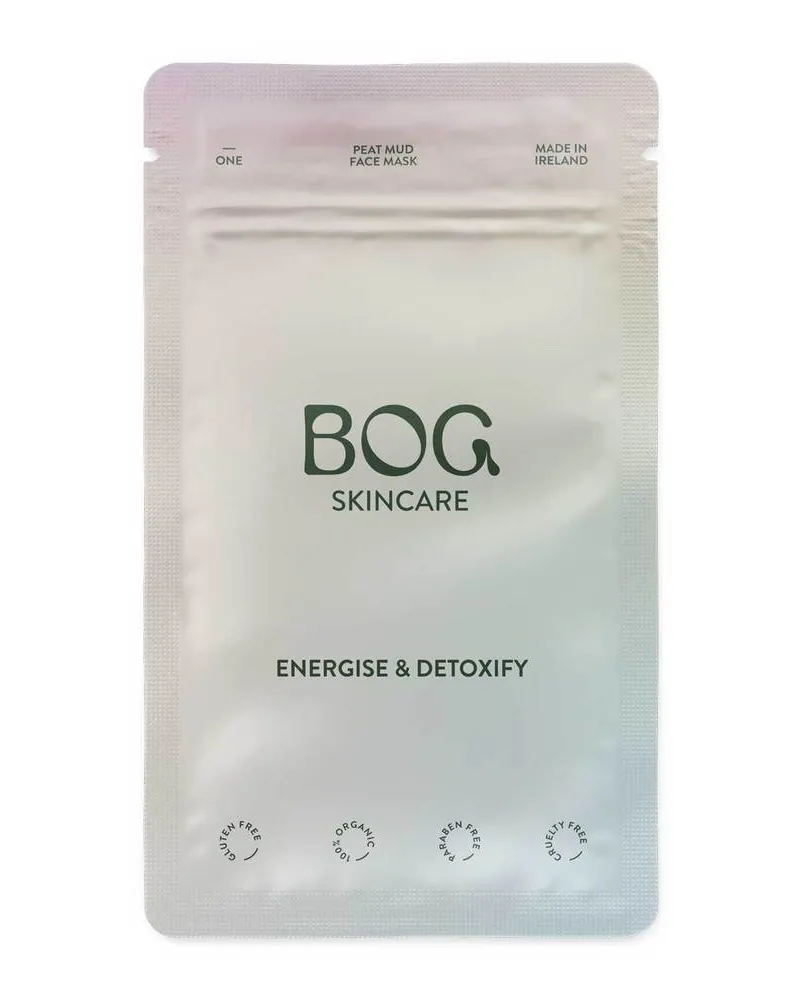 —
ONE
PEAT MUD
FACE MASK
MADE IN
IRELAND
BOG
SKINCARE
ENERGISE & DETOXIFY
GLUTEN FREE
100% ORGANIC
PARABEN FREE
CRUELTY FREE